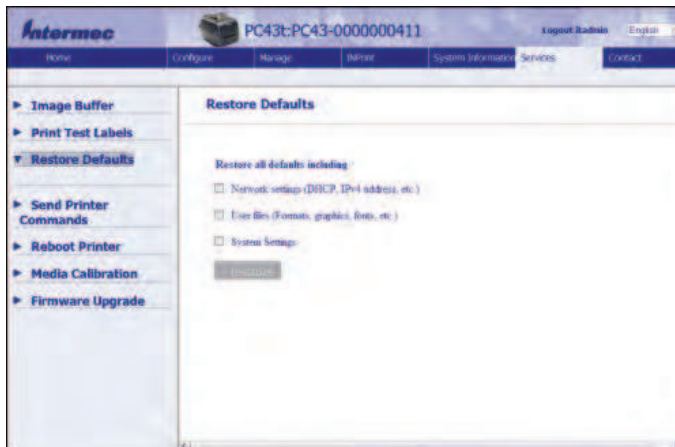 Intermec
PC43t:PC43-0000000411
Logout itadmin English
Home Configure Manage INPrint System Information Services Contact
Image Buffer
Print Test Labels
Restore Defaults
Send Printer
Commands
Reboot Printer
Media Calibration
Firmware Upgrade
Restore Defaults
Restore all defaults including
Network settings (DHCP, IPv4 address, etc.)
User files (Formats, graphics, fonts, etc.)
System Settings